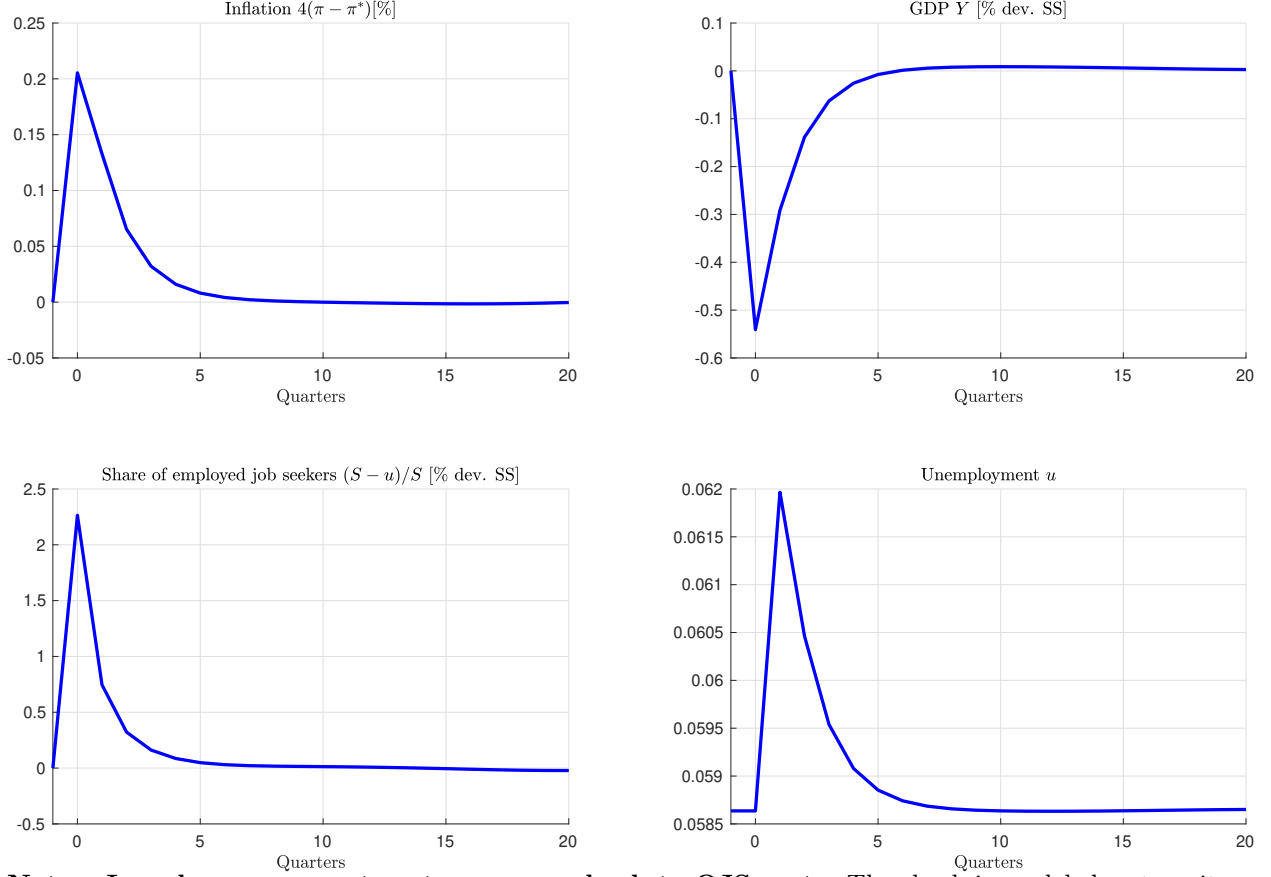 Inflation 4(π − π*)[%]
0.25
0.2
0.15
0.1
0.05
0
-0.05
0 5 10 15 20
Quarters
GDP Y [% dev. SS]
0.1
0
-0.1
-0.2
-0.3
-0.4
-0.5
-0.6
0 5 10 15 20
Quarters
Share of employed job seekers (S − u)/S [% dev. SS]
2.5
2
1.5
1
0.5
0
-0.5
0 5 10 15 20
Quarters
Unemployment u
0.062
0.0615
0.061
0.0605
0.06
0.0595
0.059
0.0585
0 5 10 15 20
Quarters